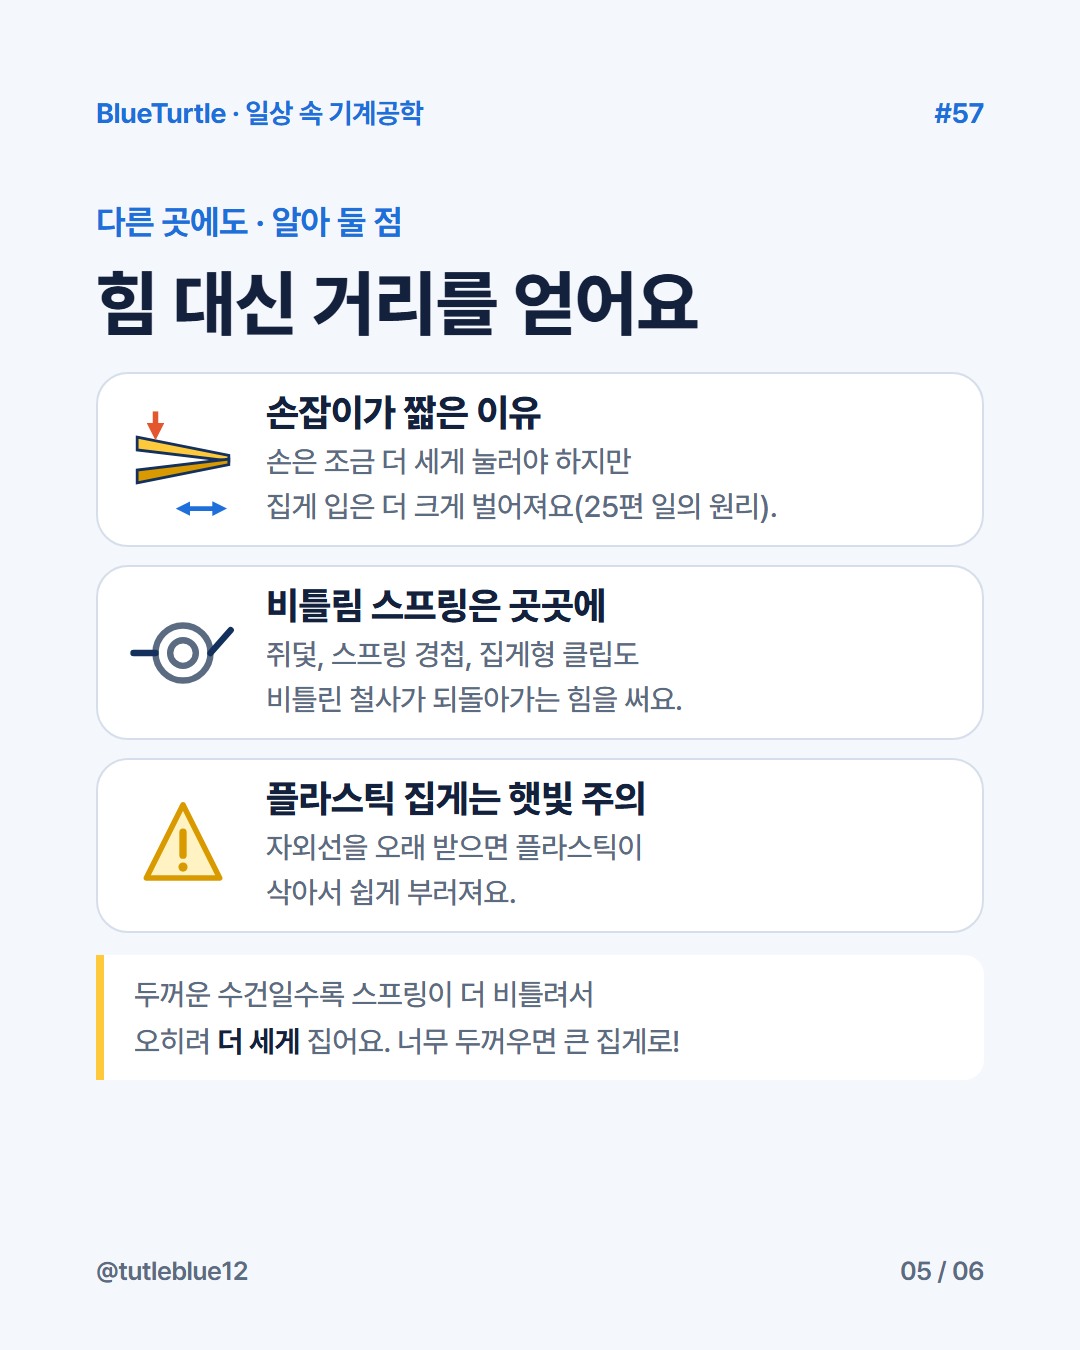 BlueTurtle · 일상 속 기계공학
#57
다른 곳에도 · 알아 둘 점
힘 대신 거리를 얻어요
손잡이가 짧은 이유
손은 조금 더 세게 눌러야 하지만
집게 입은 더 크게 벌어져요(25편 일의 원리).
비틀림 스프링은 곳곳에
쥐덫, 스프링 경첩, 집게형 클립도
비틀린 철사가 되돌아가는 힘을 써요.
플라스틱 집게는 햇빛 주의
자외선을 오래 받으면 플라스틱이
삭아서 쉽게 부러져요.
두꺼운 수건일수록 스프링이 더 비틀려서
오히려 더 세게 집어요. 너무 두꺼우면 큰 집게로!
@tutleblue12
05 / 06